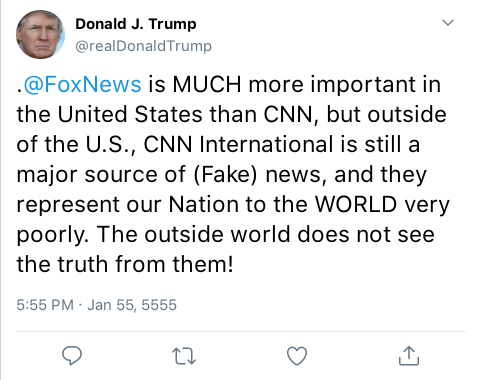 Donald J. Trump
@realDonaldTrump
.@FoxNews is MUCH more important in
the United States than CNN, but outside
of the U.S., CNN International is still a
major source of (Fake) news, and they
represent our Nation to the WORLD very
poorly. The outside world does not see
the truth from them!
5:55 PM · Jan 55, 5555